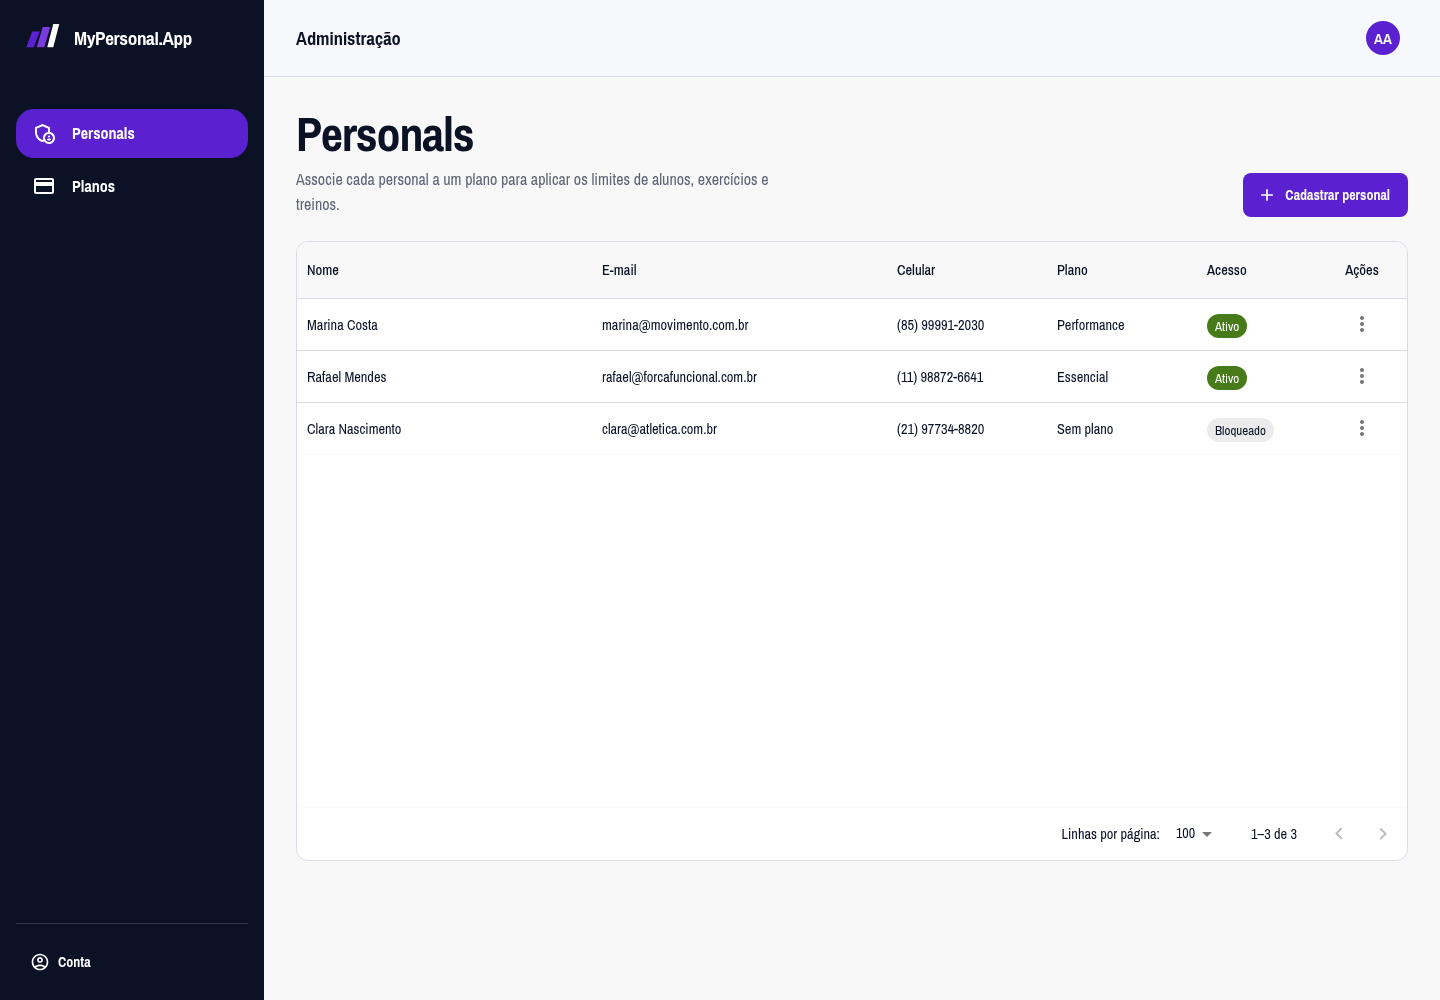 MyPersonal.App
Administração
AA
Personals
Planos
Personals
Associe cada personal a um plano para aplicar os limites de alunos, exercícios e
treinos.
Cadastrar personal
Nome E-mail Celular Plano Acesso Ações
Marina Costa marina@movimento.com.br (85) 99991-2030 Performance Ativo
Rafael Mendes rafael@forcafuncional.com.br (11) 98872-6641 Essencial Ativo
Clara Nascimento clara@atletica.com.br (21) 97734-8820 Sem plano Bloqueado
Linhas por página: 100 1–3 de 3
Conta